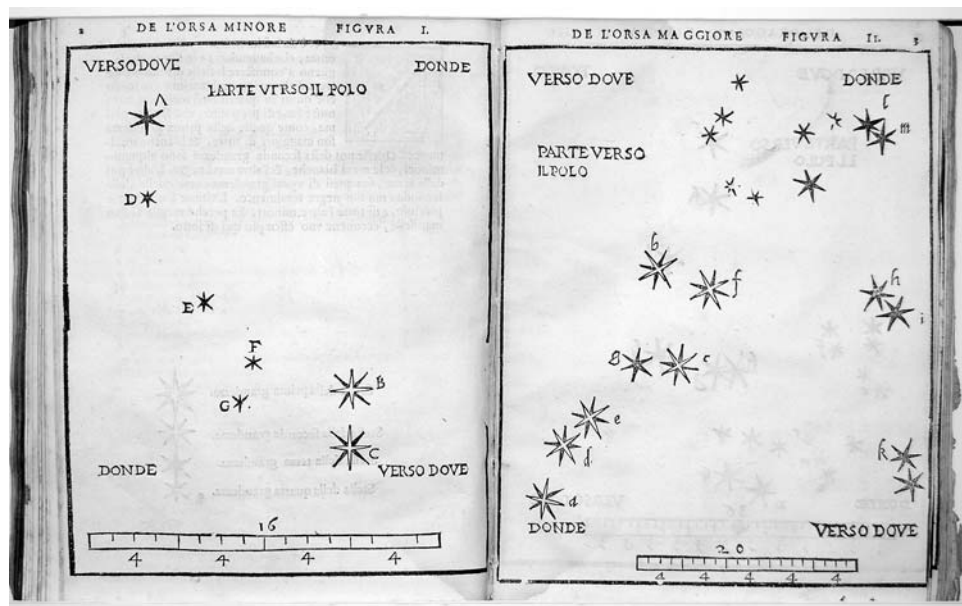 2 DE L'ORSA MINORE FIGVRA I.
VERSO DOVE DONDE
PARTE VERSO IL POLO
A
D
E
F
B
G
C
DONDE VERSO DOVE
16
4 4 4 4
DE L'ORSA MAGGIORE FIGVRA II. 3
VERSO DOVE DONDE
l
m
PARTE VERSO
IL POLO
b
f
h
i
g c
e
d
k
a
DONDE VERSO DOVE
20
4 4 4 4 4